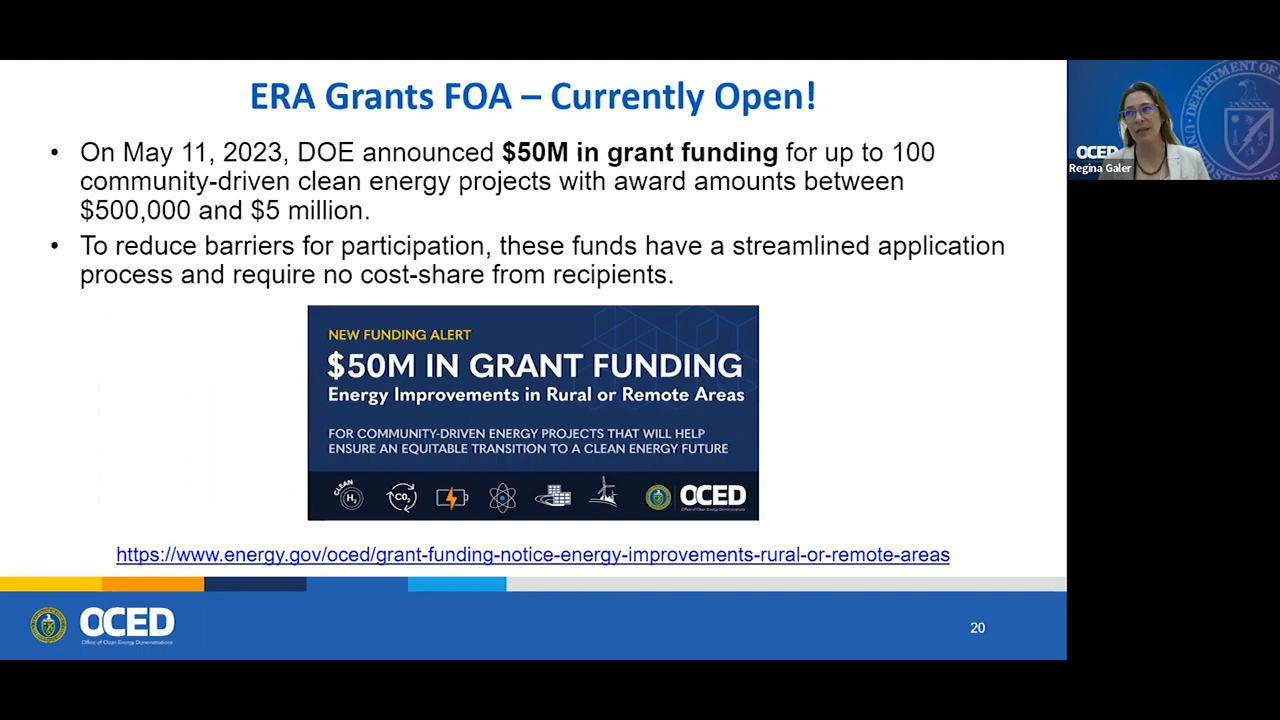 ERA Grants FOA – Currently Open!
• On May 11, 2023, DOE announced $50M in grant funding for up to 100
community-driven clean energy projects with award amounts between
$500,000 and $5 million.
• To reduce barriers for participation, these funds have a streamlined application
process and require no cost-share from recipients.
NEW FUNDING ALERT
$50M IN GRANT FUNDING
Energy Improvements in Rural or Remote Areas
FOR COMMUNITY-DRIVEN ENERGY PROJECTS THAT WILL HELP
ENSURE AN EQUITABLE TRANSITION TO A CLEAN ENERGY FUTURE
CLEAN
H2
CO2
OCED
Office of Clean Energy Demonstrations
https://www.energy.gov/oced/grant-funding-notice-energy-improvements-rural-or-remote-areas
OCED
Office of Clean Energy Demonstrations
20
DEPARTMENT OF
OCED
Regina Galer